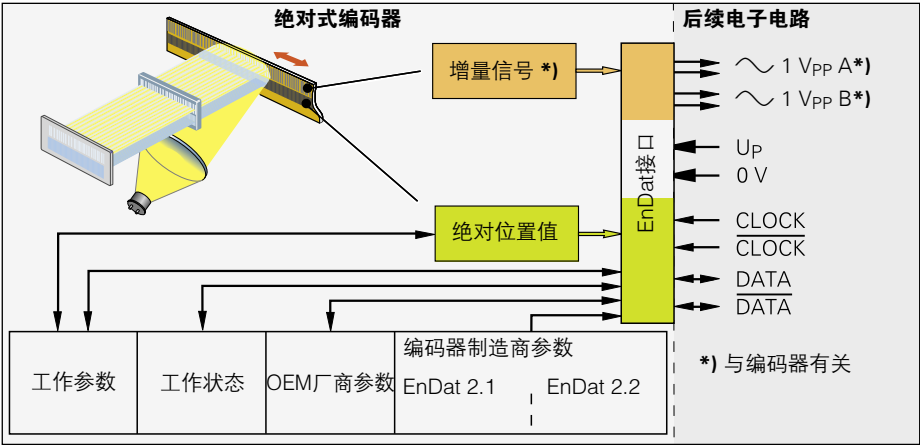 绝对式编码器
后续电子电路
增量信号 *)
1 VPP A*)
1 VPP B*)
EnDat接口
UP
0 V
绝对位置值
CLOCK
CLOCK
DATA
DATA
工作参数
工作状态
OEM厂商参数
编码器制造商参数
EnDat 2.1
EnDat 2.2
*) 与编码器有关